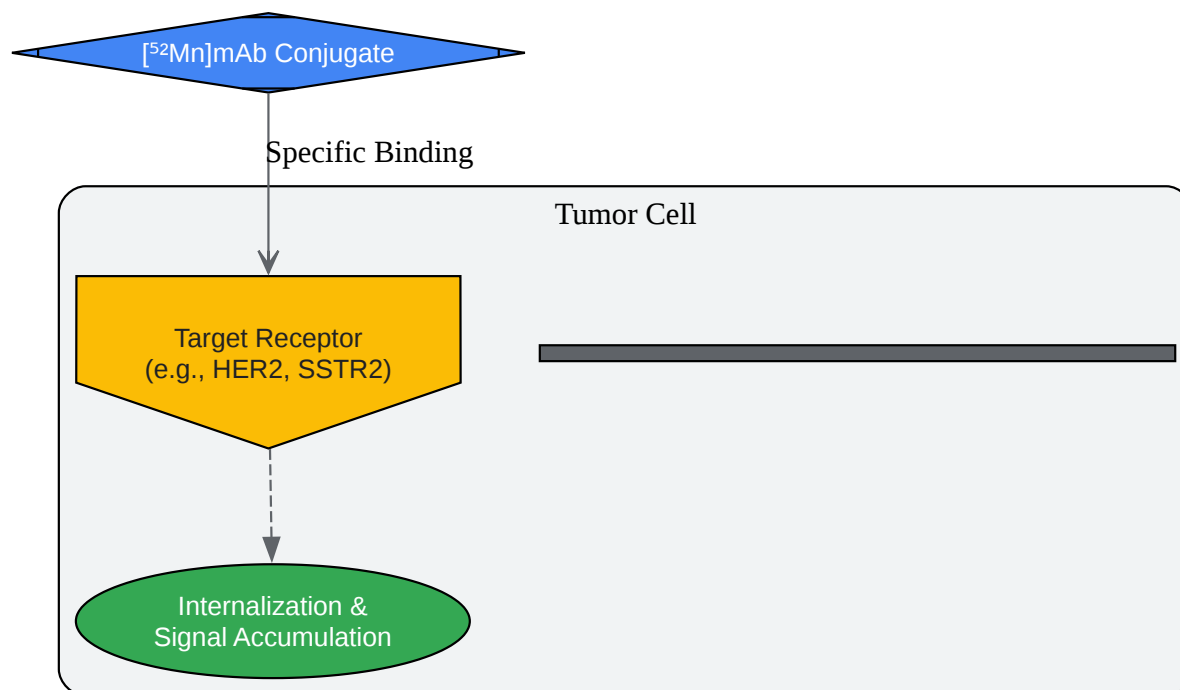 [⁵²Mn]mAb Conjugate
Specific Binding
Tumor Cell
Target Receptor
(e.g., HER2, SSTR2)
Internalization &
Signal Accumulation